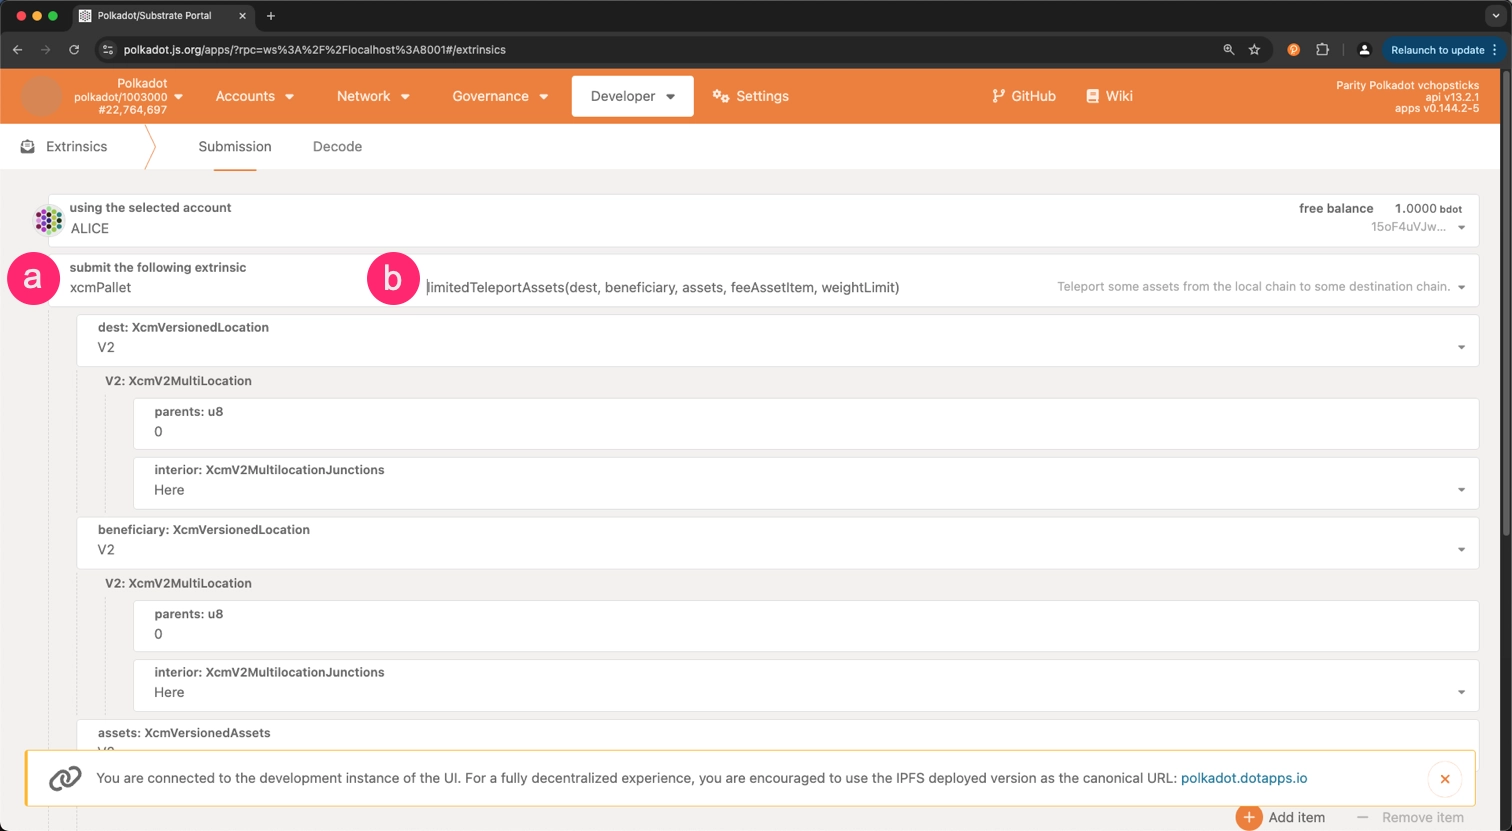 Polkadot/Substrate Portal
polkadot.js.org/apps/?rpc=ws%3A%2F%2Flocalhost%3A8001#/extrinsics
Relaunch to update
Polkadot
polkadot/1003000
#22,764,697
Accounts
Network
Governance
Developer
Settings
GitHub
Wiki
Parity Polkadot vchopsticks
api v13.2.1
apps v0.144.2-5
Extrinsics
Submission
Decode
using the selected account
ALICE
free balance 1.0000 bdot
15oF4uVJw...
a
submit the following extrinsic
xcmPallet
b
limitedTeleportAssets(dest, beneficiary, assets, feeAssetItem, weightLimit)
Teleport some assets from the local chain to some destination chain.
dest: XcmVersionedLocation
V2
V2: XcmV2MultiLocation
parents: u8
0
interior: XcmV2MultilocationJunctions
Here
beneficiary: XcmVersionedLocation
V2
V2: XcmV2MultiLocation
parents: u8
0
interior: XcmV2MultilocationJunctions
Here
assets: XcmVersionedAssets
You are connected to the development instance of the UI. For a fully decentralized experience, you are encouraged to use the IPFS deployed version as the canonical URL: polkadot.dotapps.io
Add item
Remove item